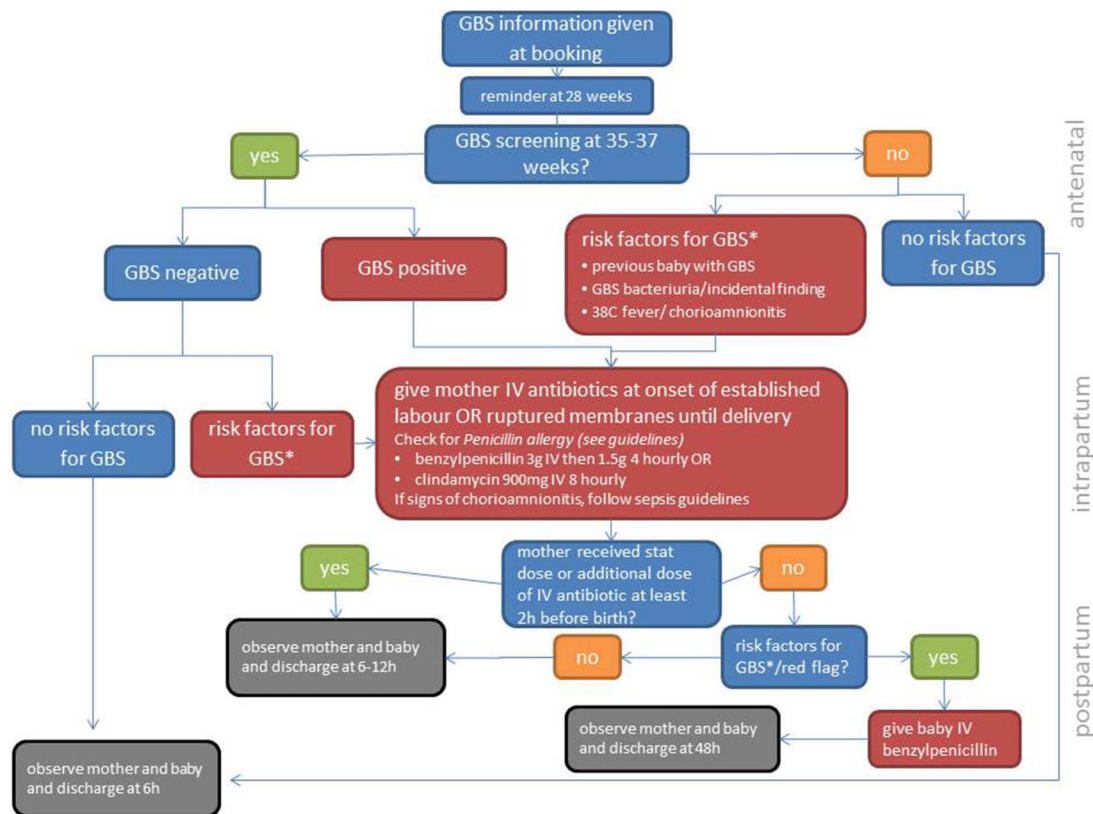 GBS information given
at booking
reminder at 28 weeks
GBS screening at 35-37
weeks?
yes
no
antenatal
GBS negative
GBS positive
risk factors for GBS*
• previous baby with GBS
• GBS bacteriuria/incidental finding
• 38C fever/ chorioamnionitis
no risk factors
for GBS
no risk factors
for GBS
risk factors for
GBS*
give mother IV antibiotics at onset of established
labour OR ruptured membranes until delivery
Check for Penicillin allergy (see guidelines)
• benzylpenicillin 3g IV then 1.5g 4 hourly OR
• clindamycin 900mg IV 8 hourly
If signs of chorioamnionitis, follow sepsis guidelines
intrapartum
yes
mother received stat
dose or additional dose
of IV antibiotic at least
2h before birth?
no
observe mother and baby
and discharge at 6-12h
no
risk factors for
GBS*/red flag?
yes
postpartum
observe mother and baby
and discharge at 48h
give baby IV
benzylpenicillin
observe mother and baby
and discharge at 6h